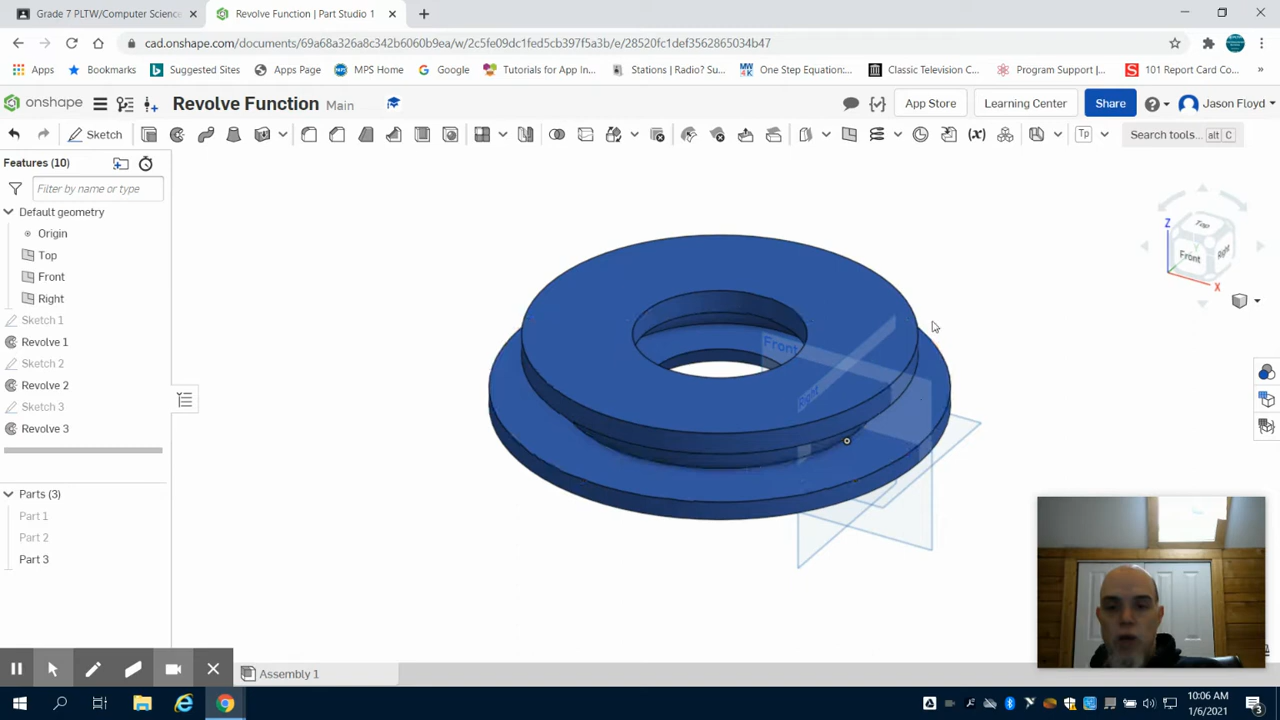 Grade 7 PLTW/Computer Science
Revolve Function | Part Studio 1
cad.onshape.com/documents/69a68a326a8c342b6060b9ea/w/2c5fe09dc1fed5cb397f5a3b/e/28520fc1def3562865034b47
Apps
Bookmarks
Suggested Sites
Apps Page
MPS Home
Google
Tutorials for App In...
Stations | Radio? Su...
One Step Equation:...
Classic Television C...
Program Support |...
101 Report Card Co...
onshape
Revolve Function Main
App Store
Learning Center
Share
Jason Floyd
Sketch
Tp
Search tools... alt C
Features (10)
Filter by name or type
Default geometry
Origin
Top
Front
Right
Sketch 1
Revolve 1
Sketch 2
Revolve 2
Sketch 3
Revolve 3
Parts (3)
Part 1
Part 2
Part 3
Front
Right
Z
Top
Front
Right
X
Assembly 1
10:06 AM
1/6/2021
3